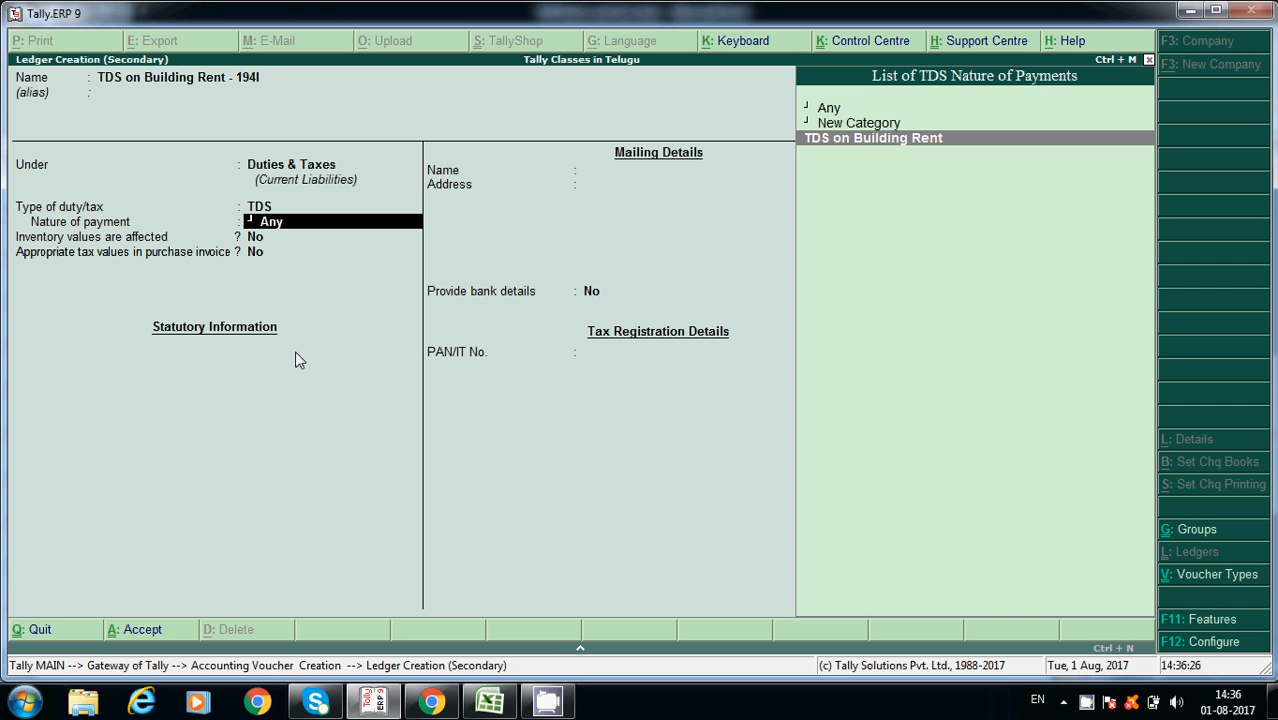 Tally.ERP 9
P: Print
E: Export
M: E-Mail
O: Upload
S: TallyShop
G: Language
K: Keyboard
K: Control Centre
H: Support Centre
H: Help
F3: Company
F3: New Company
Ledger Creation (Secondary)
Tally Classes in Telugu
Ctrl + M
Name : TDS on Building Rent - 194I
(alias) :
Under : Duties & Taxes
(Current Liabilities)
Type of duty/tax : TDS
Nature of payment : ┘ Any
Inventory values are affected ? No
Appropriate tax values in purchase invoice ? No
Statutory Information
Mailing Details
Name :
Address :
Provide bank details : No
Tax Registration Details
PAN/IT No. :
List of TDS Nature of Payments
┘ Any
┘ New Category
TDS on Building Rent
L: Details
B: Set Chq Books
S: Set Chq Printing
G: Groups
L: Ledgers
V: Voucher Types
F11: Features
F12: Configure
Q: Quit
A: Accept
D: Delete
Ctrl + N
Tally MAIN --> Gateway of Tally --> Accounting Voucher Creation --> Ledger Creation (Secondary)
(c) Tally Solutions Pvt. Ltd., 1988-2017
Tue, 1 Aug, 2017
14:36:26
Tally
ERP 9
EN
14:36
01-08-2017